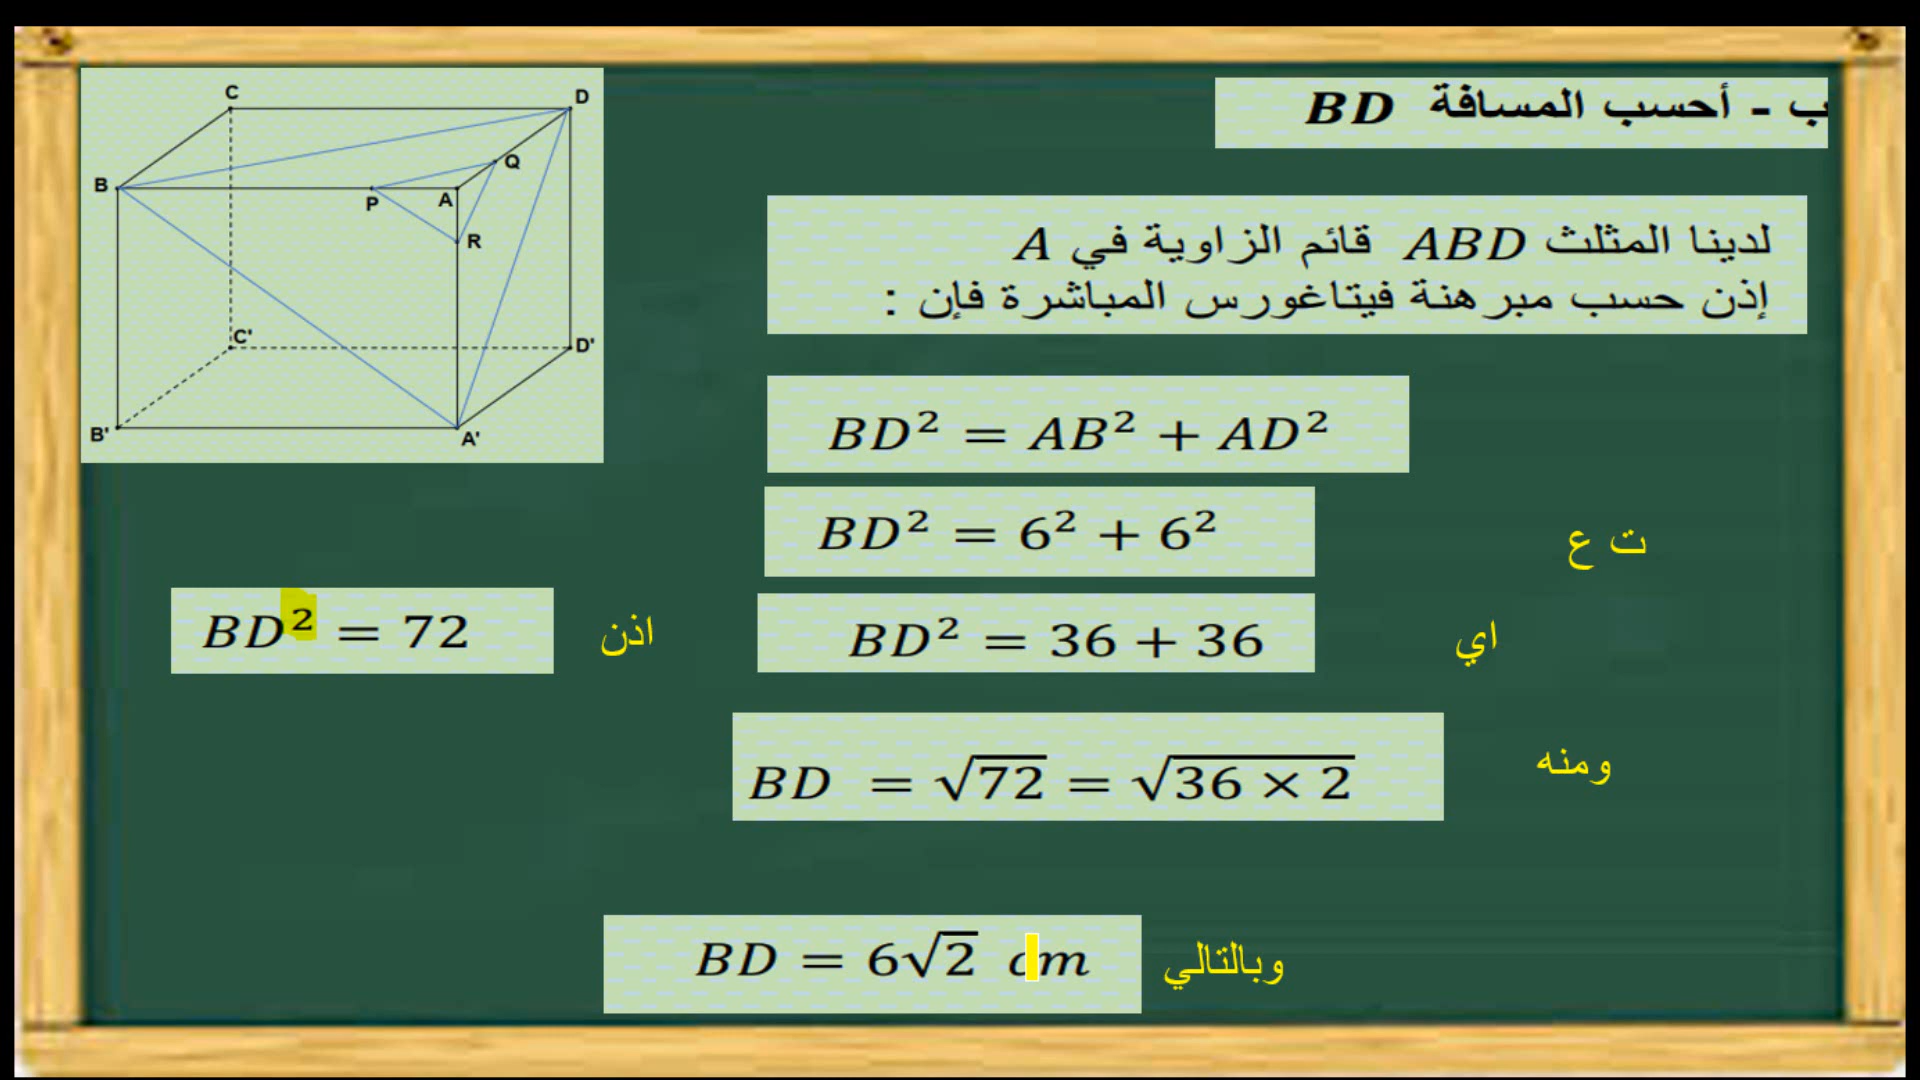 ب - أحسب المسافة BD
C
D
B
P
A
Q
R
C'
D'
B'
A'
لدينا المثلث ABD قائم الزاوية في A
إذن حسب مبرهنة فيتاغورس المباشرة فإن :
BD² = AB² + AD²
ت ع BD² = 6² + 6²
اي BD² = 36 + 36
اذن BD² = 72
ومنه BD = √72 = √36 × 2
وبالتالي BD = 6√2 cm